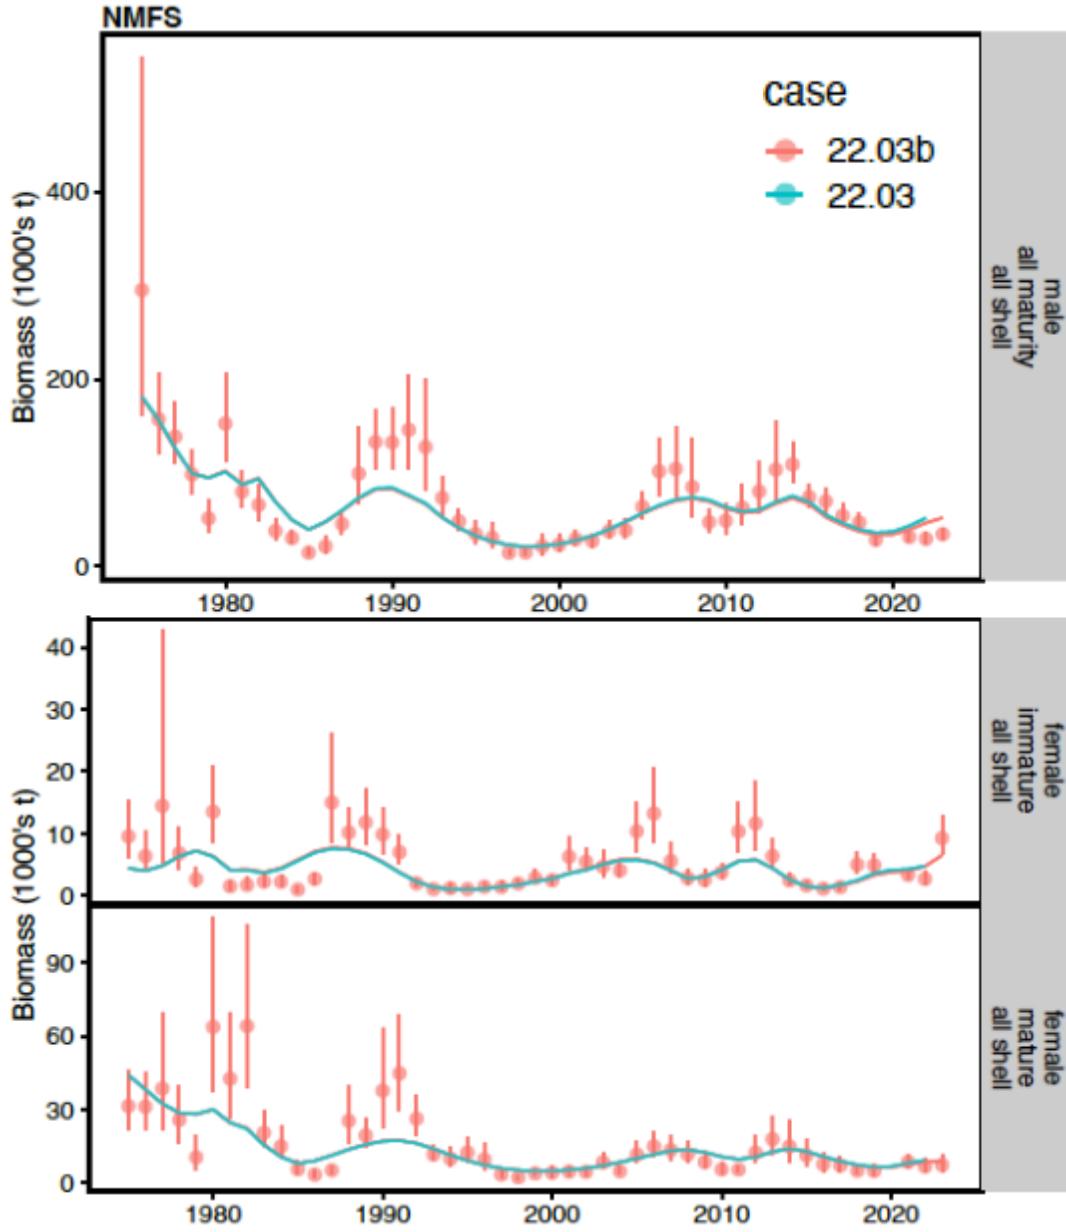 NMFS
case
22.03b
22.03
400
200
0
Biomass (1000's t)
male
all maturity
all shell
1980 1990 2000 2010 2020
40
30
20
10
0
female
immature
all shell
Biomass (1000's t)
90
60
30
0
female
mature
all shell
1980 1990 2000 2010 2020